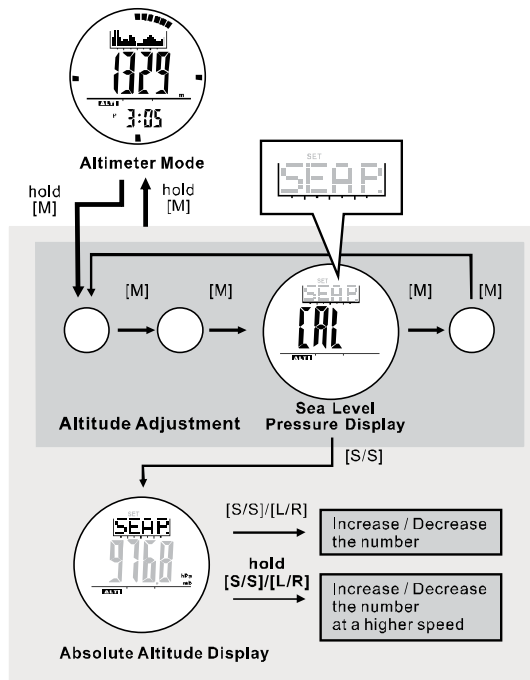 1329
m
ALTI
P 3:05
Altimeter Mode
hold
[M]
hold
[M]
SET
SEAP.
[M]
[M]
SET
SEAP.
CAL
ALTI
[M]
[M]
Altitude Adjustment
Sea Level
Pressure Display
[S/S]
SET
SEAP.
9768
hPa
mb
ALTI
[S/S]/[L/R]
Increase / Decrease
the number
hold
[S/S]/[L/R]
Increase / Decrease
the number
at a higher speed
Absolute Altitude Display